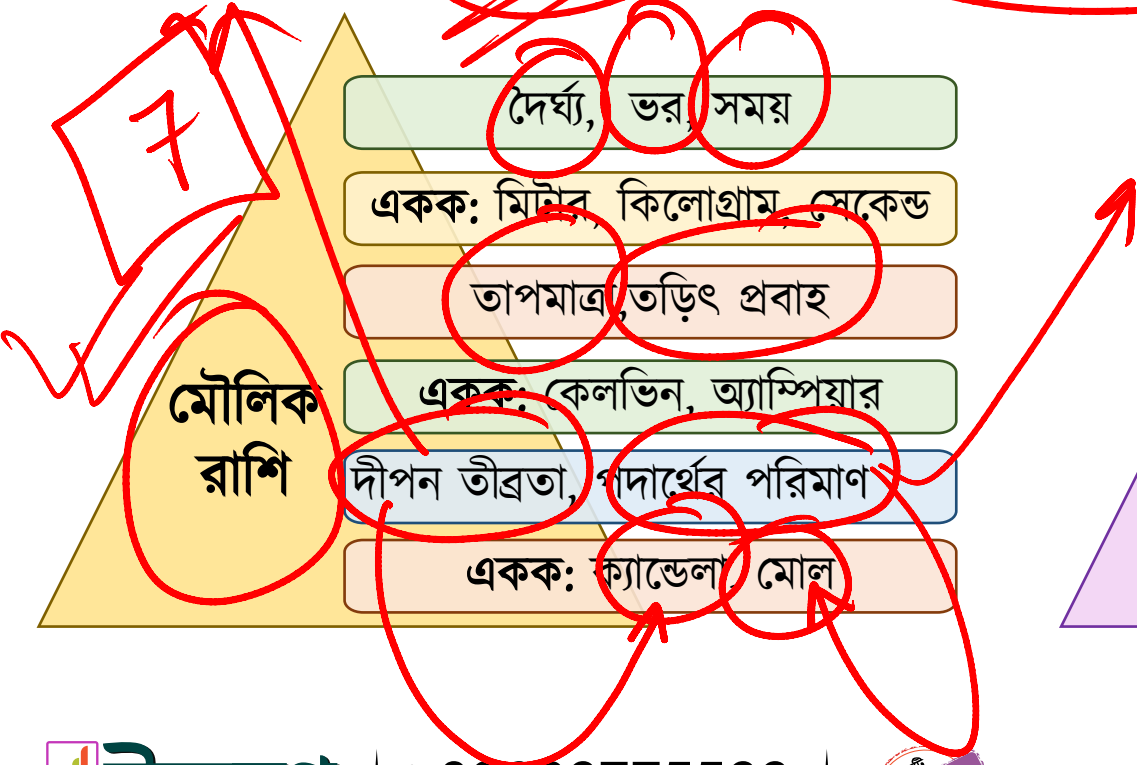 7
দৈর্ঘ্য, ভর, সময়
একক: মিটার, কিলোগ্রাম, সেকেন্ড
তাপমাত্রা,তড়িৎ প্রবাহ
মৌলিক
রাশি
একক: কেলভিন, অ্যাম্পিয়ার
দীপন তীব্রতা, পদার্থের পরিমাণ
একক: ক্যান্ডেলা, মোল